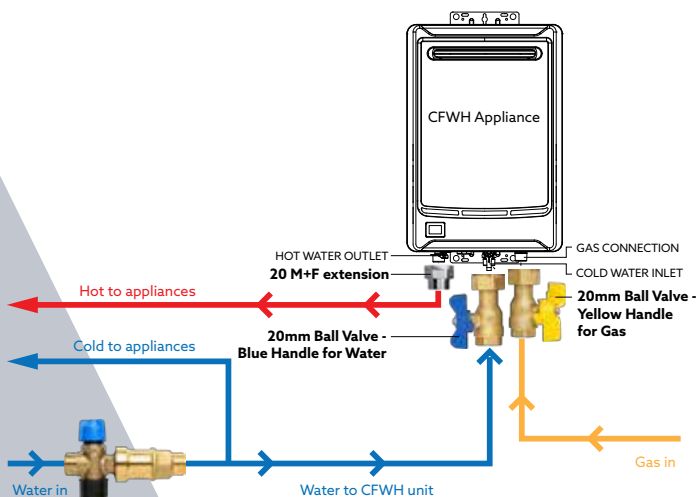 CFWH Appliance
HOT WATER OUTLET
20 M+F extension
GAS CONNECTION
COLD WATER INLET
Hot to appliances
20mm Ball Valve -
Yellow Handle
for Gas
20mm Ball Valve -
Blue Handle for Water
Cold to appliances
Water in
Water to CFWH unit
Gas in